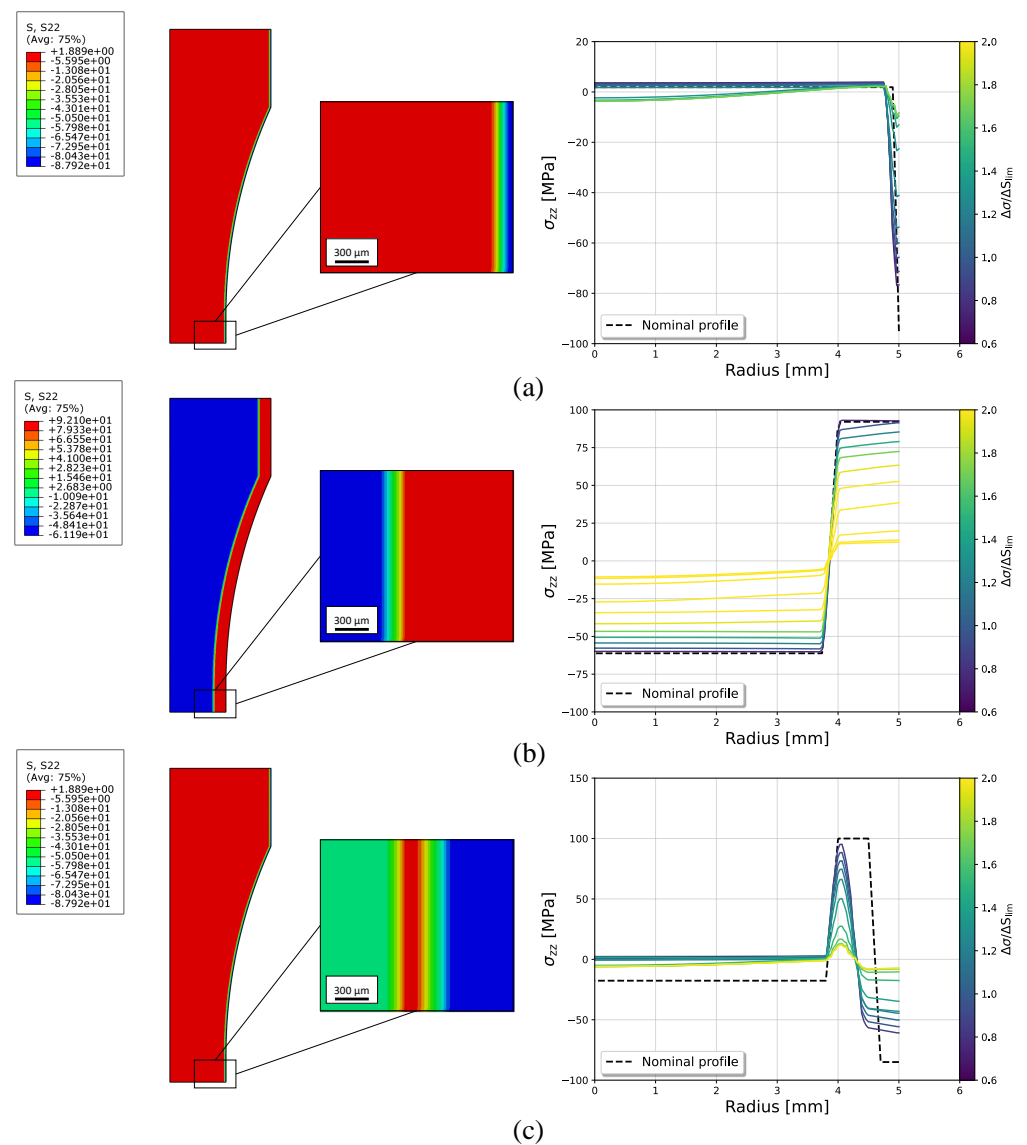 S, S22
(Avg: 75%)
+1.889e+00
-5.595e+00
-1.308e+01
-2.056e+01
-2.805e+01
-3.553e+01
-4.301e+01
-5.050e+01
-5.798e+01
-6.547e+01
-7.295e+01
-8.043e+01
-8.792e+01
300 µm
20
0
−20
−40
−60
−80
−100
σzz [MPa]
Nominal profile
0 1 2 3 4 5 6
Radius [mm]
2.0
1.8
1.6
1.4
1.2
1.0
0.8
0.6
Δσ/ΔSlim
(a)
S, S22
(Avg: 75%)
+9.210e+01
+7.933e+01
+6.655e+01
+5.378e+01
+4.100e+01
+2.823e+01
+1.546e+01
+2.683e+00
-1.009e+01
-2.287e+01
-3.564e+01
-4.841e+01
-6.119e+01
300 µm
100
75
50
25
0
−25
−50
−75
−100
σzz [MPa]
Nominal profile
0 1 2 3 4 5 6
Radius [mm]
2.0
1.8
1.6
1.4
1.2
1.0
0.8
0.6
Δσ/ΔSlim
(b)
S, S22
(Avg: 75%)
+1.889e+00
-5.595e+00
-1.308e+01
-2.056e+01
-2.805e+01
-3.553e+01
-4.301e+01
-5.050e+01
-5.798e+01
-6.547e+01
-7.295e+01
-8.043e+01
-8.792e+01
300 µm
150
100
50
0
−50
−100
σzz [MPa]
Nominal profile
0 1 2 3 4 5 6
Radius [mm]
2.0
1.8
1.6
1.4
1.2
1.0
0.8
0.6
Δσ/ΔSlim
(c)